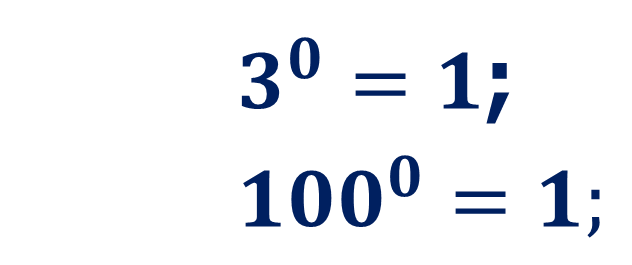 3⁰ = 1;
100⁰ = 1;